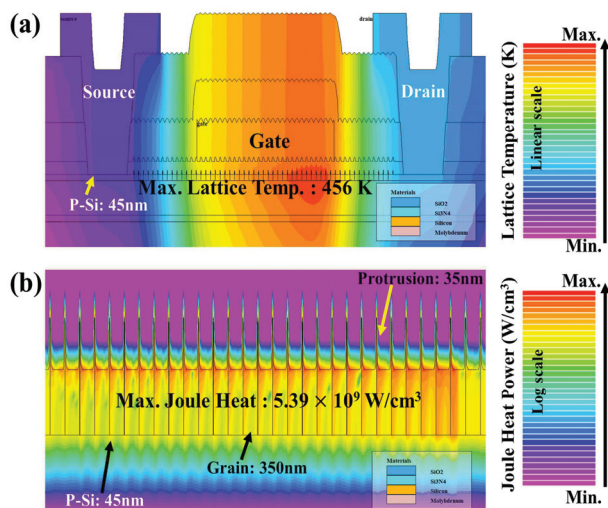 (a)
source
drain
Source
Drain
gate
Gate
Max. Lattice Temp. : 456 K
P-Si: 45nm
Materials
SiO2
Si3N4
Silicon
Molybdenum
Lattice Temperature (K)
Max.
Linear scale
Min.
(b)
Protrusion: 35nm
Max. Joule Heat : 5.39 × 10⁹ W/cm³
Grain: 350nm
P-Si: 45nm
Materials
SiO2
Si3N4
Silicon
Molybdenum
Joule Heat Power (W/cm³)
Max.
Log scale
Min.